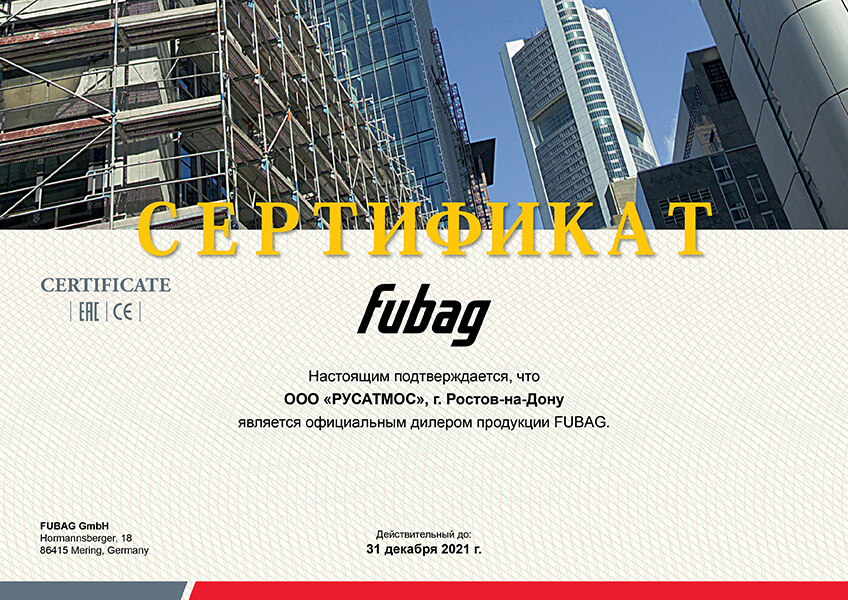 СЕРТИФИКАТ
CERTIFICATE
EAC CE
fubag
Настоящим подтверждается, что
ООО «РУСАТМОС», г. Ростов-на-Дону
является официальным дилером продукции FUBAG.
FUBAG GmbH
Hormannsberger, 18
86415 Mering, Germany
Действительный до:
31 декабря 2021 г.